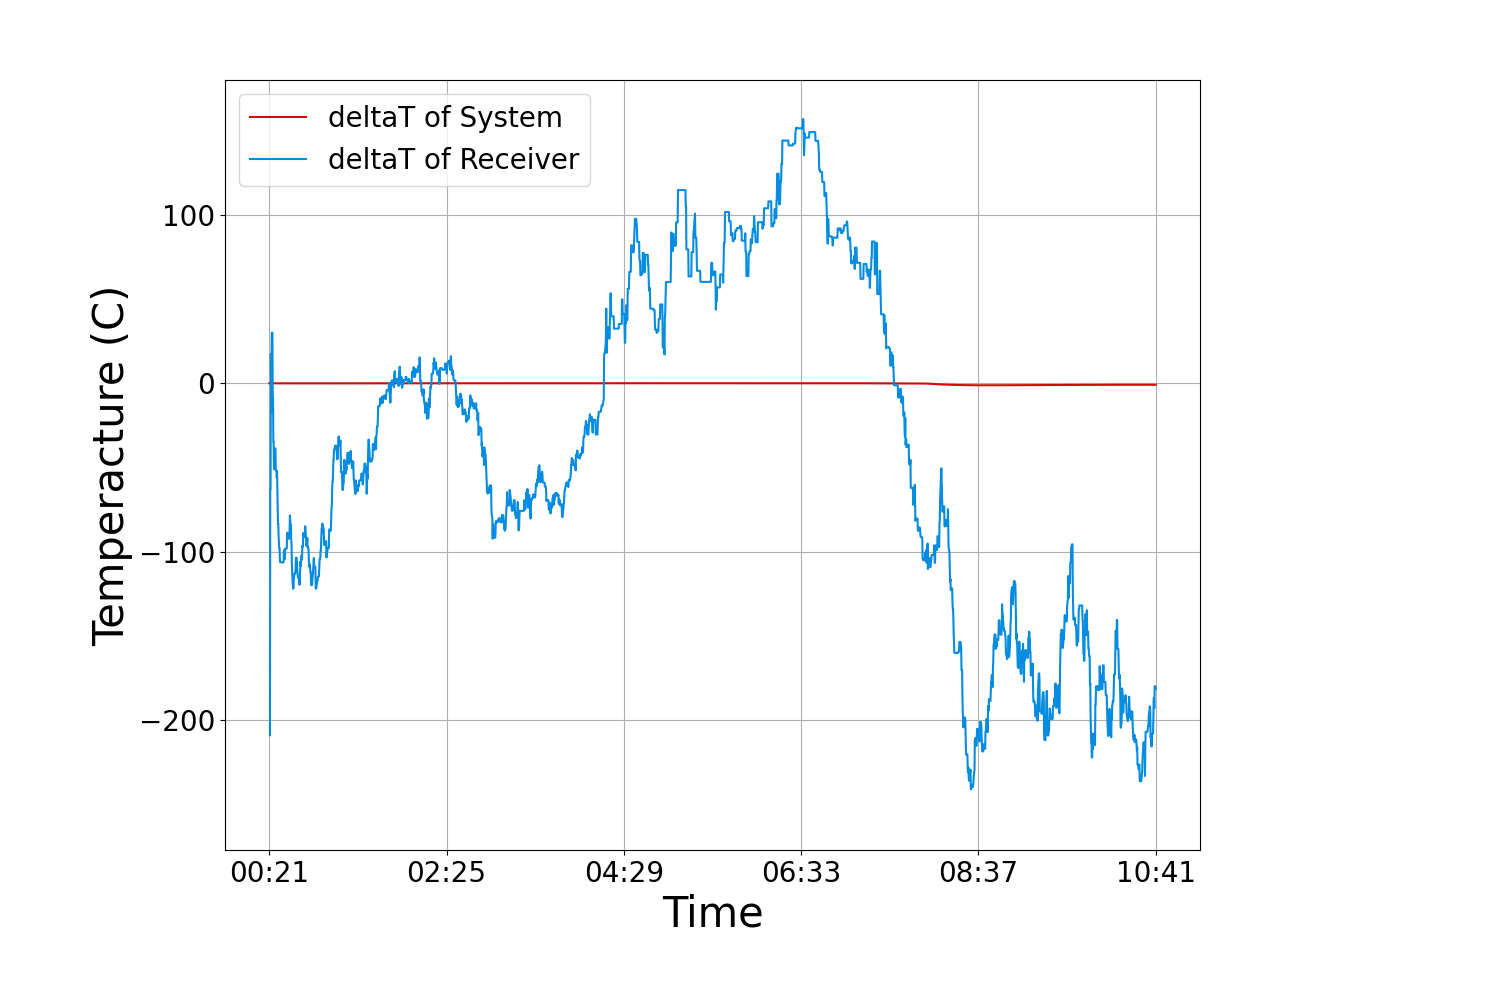 deltaT of System
deltaT of Receiver
100
0
−100
−200
Temperacture (C)
00:21 02:25 04:29 06:33 08:37 10:41
Time